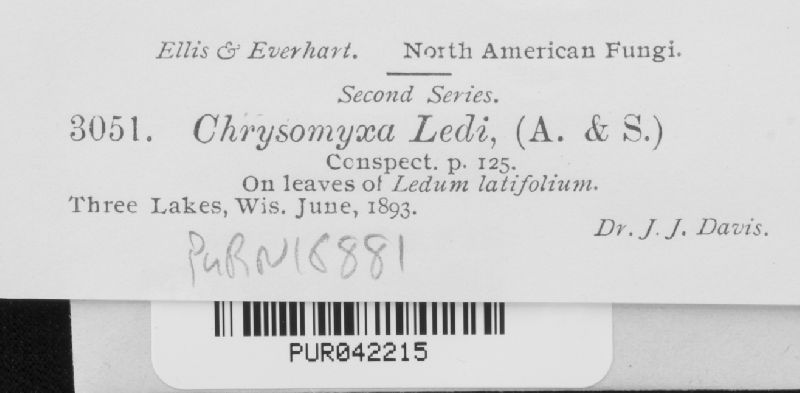 Ellis & Everhart. North American Fungi.
Second Series.
3051. Chrysomyxa Ledi, (A. & S.)
Conspect. p. 125.
On leaves of Ledum latifolium.
Three Lakes, Wis. June, 1893.
Dr. J. J. Davis.
PURN16881
PUR042215